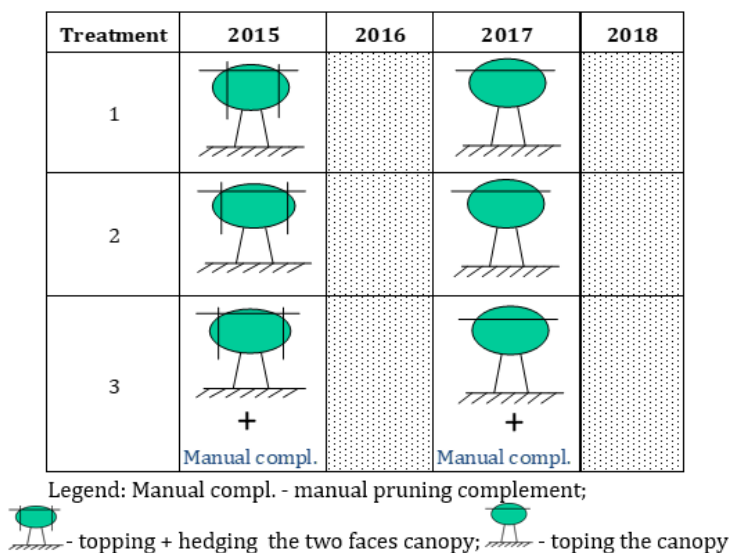 Treatment 2015 2016 2017 2018
1
2
3
+ +
Manual compl. Manual compl.
Legend: Manual compl. - manual pruning complement;
- topping + hedging the two faces canopy; - toping the canopy